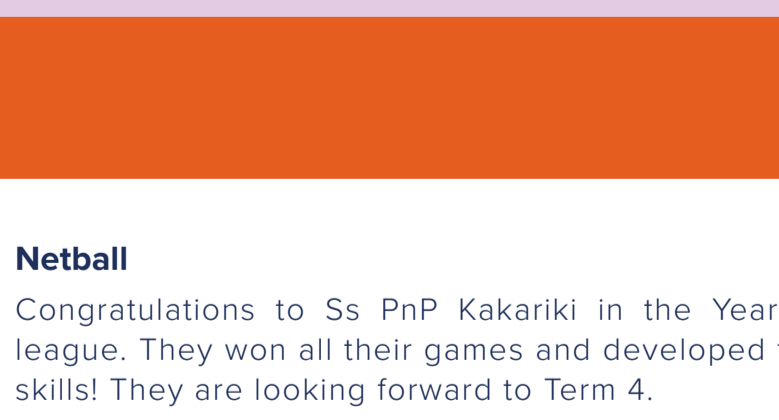 Netball
Congratulations to Ss PnP Kakariki in the Year
league. They won all their games and developed
skills! They are looking forward to Term 4.